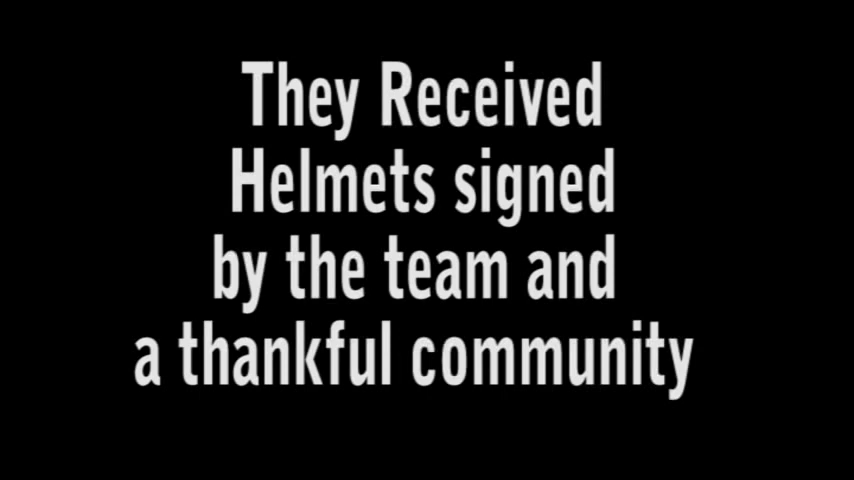 They Received
Helmets signed
by the team and
a thankful community